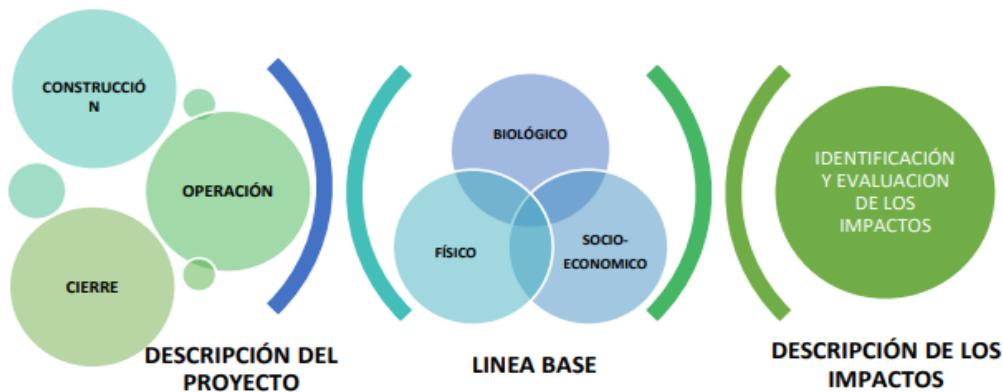 CONSTRUCCIÓ
N
OPERACIÓN
CIERRE
DESCRIPCIÓN DEL
PROYECTO
BIOLÓGICO
FÍSICO
SOCIO-
ECONOMICO
LINEA BASE
IDENTIFICACIÓN
Y EVALUACION
DE LOS
IMPACTOS
DESCRIPCIÓN DE LOS
IMPACTOS